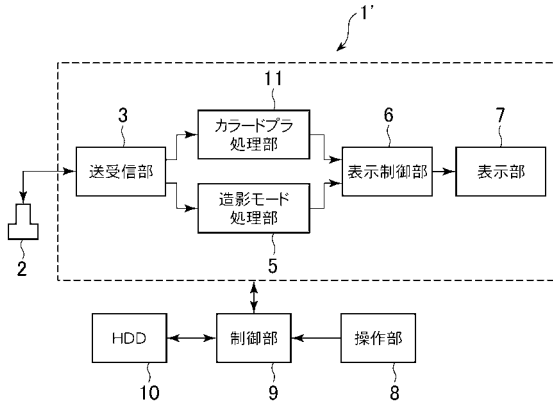 1'
11
カラードプラ
処理部
3
送受信部
6
表示制御部
7
表示部
造影モード
処理部
5
2
HDD
10
制御部
9
操作部
8